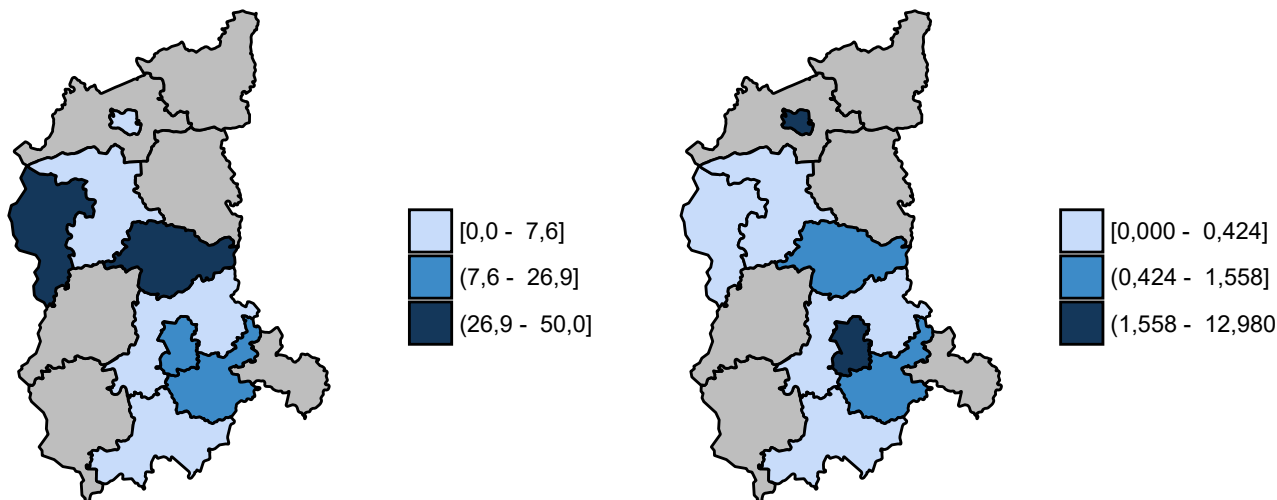 [0,0 - 7,6]
(7,6 - 26,9]
(26,9 - 50,0]
[0,000 - 0,424]
(0,424 - 1,558]
(1,558 - 12,980